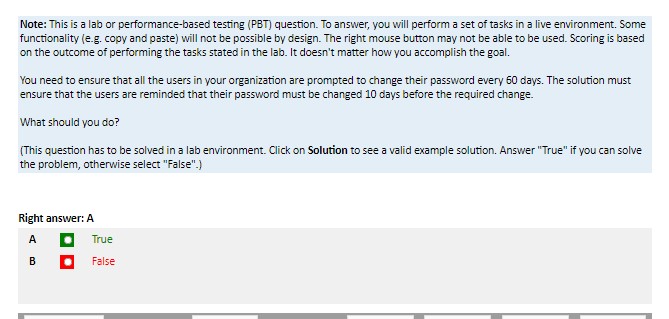 Note: This is a lab or performance-based testing (PBT) question. To answer, you will perform a set of tasks in a live environment. Some
functionality (e.g. copy and paste) will not be possible by design. The right mouse button may not be able to be used. Scoring is based
on the outcome of performing the tasks stated in the lab. It doesn't matter how you accomplish the goal.
You need to ensure that all the users in your organization are prompted to change their password every 60 days. The solution must
ensure that the users are reminded that their password must be changed 10 days before the required change.
What should you do?
(This question has to be solved in a lab environment. Click on Solution to see a valid example solution. Answer "True" if you can solve
the problem, otherwise select "False".)
Right answer: A
A True
B False